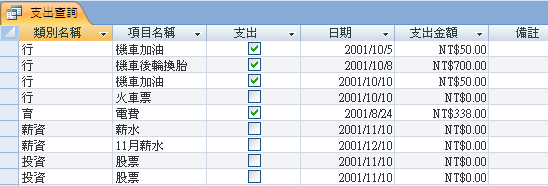 支出查詢
類別名稱 項目名稱 支出 日期 支出金額 備註
行 機車加油 2001/10/5 NT$50.00
行 機車後輪換胎 2001/10/8 NT$700.00
行 機車加油 2001/10/10 NT$50.00
行 火車票 2001/10/10 NT$0.00
育 電費 2001/8/24 NT$338.00
薪資 薪水 2001/11/10 NT$0.00
薪資 11月薪水 2001/12/10 NT$0.00
投資 股票 2001/11/10 NT$0.00
投資 股票 2001/11/10 NT$0.00